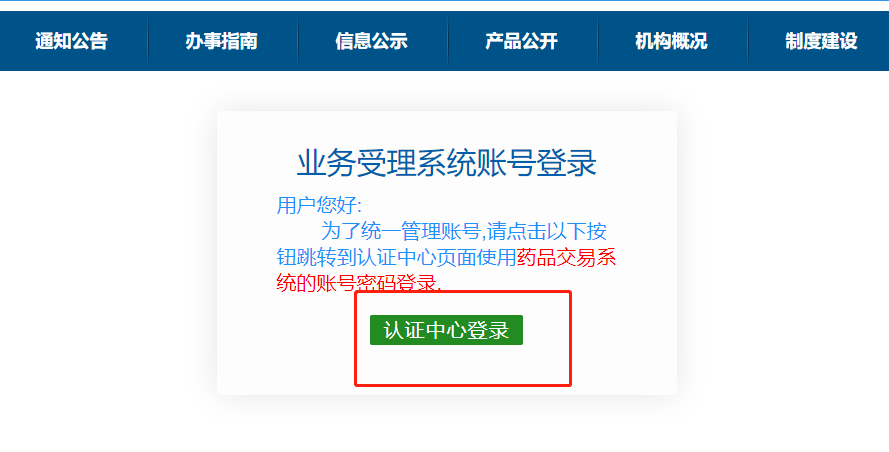 通知公告 办事指南 信息公示 产品公开 机构概况 制度建设
业务受理系统账号登录
用户您好:
为了统一管理账号,请点击以下按
钮跳转到认证中心页面使用药品交易系
统的账号密码登录.
认证中心登录